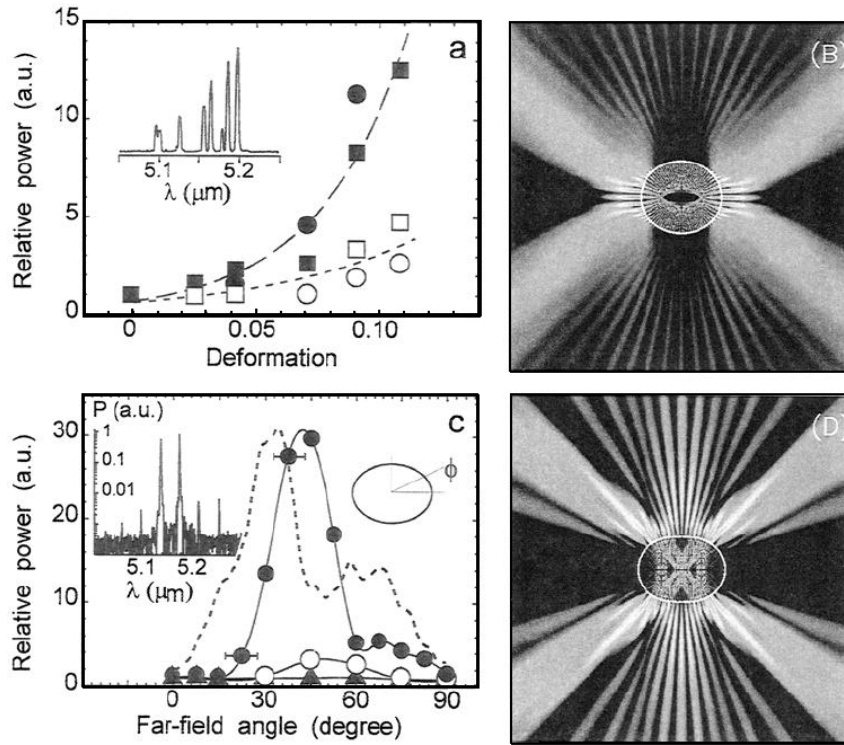 15
10
5
0
Relative power (a.u.)
a
5.1 5.2
λ (μm)
0 0.05 0.10
Deformation
(B)
P (a.u.)
1
0.1
0.01
5.1 5.2
λ (μm)
c
ϕ
30
20
10
0
Relative power (a.u.)
0 30 60 90
Far-field angle (degree)
(D)